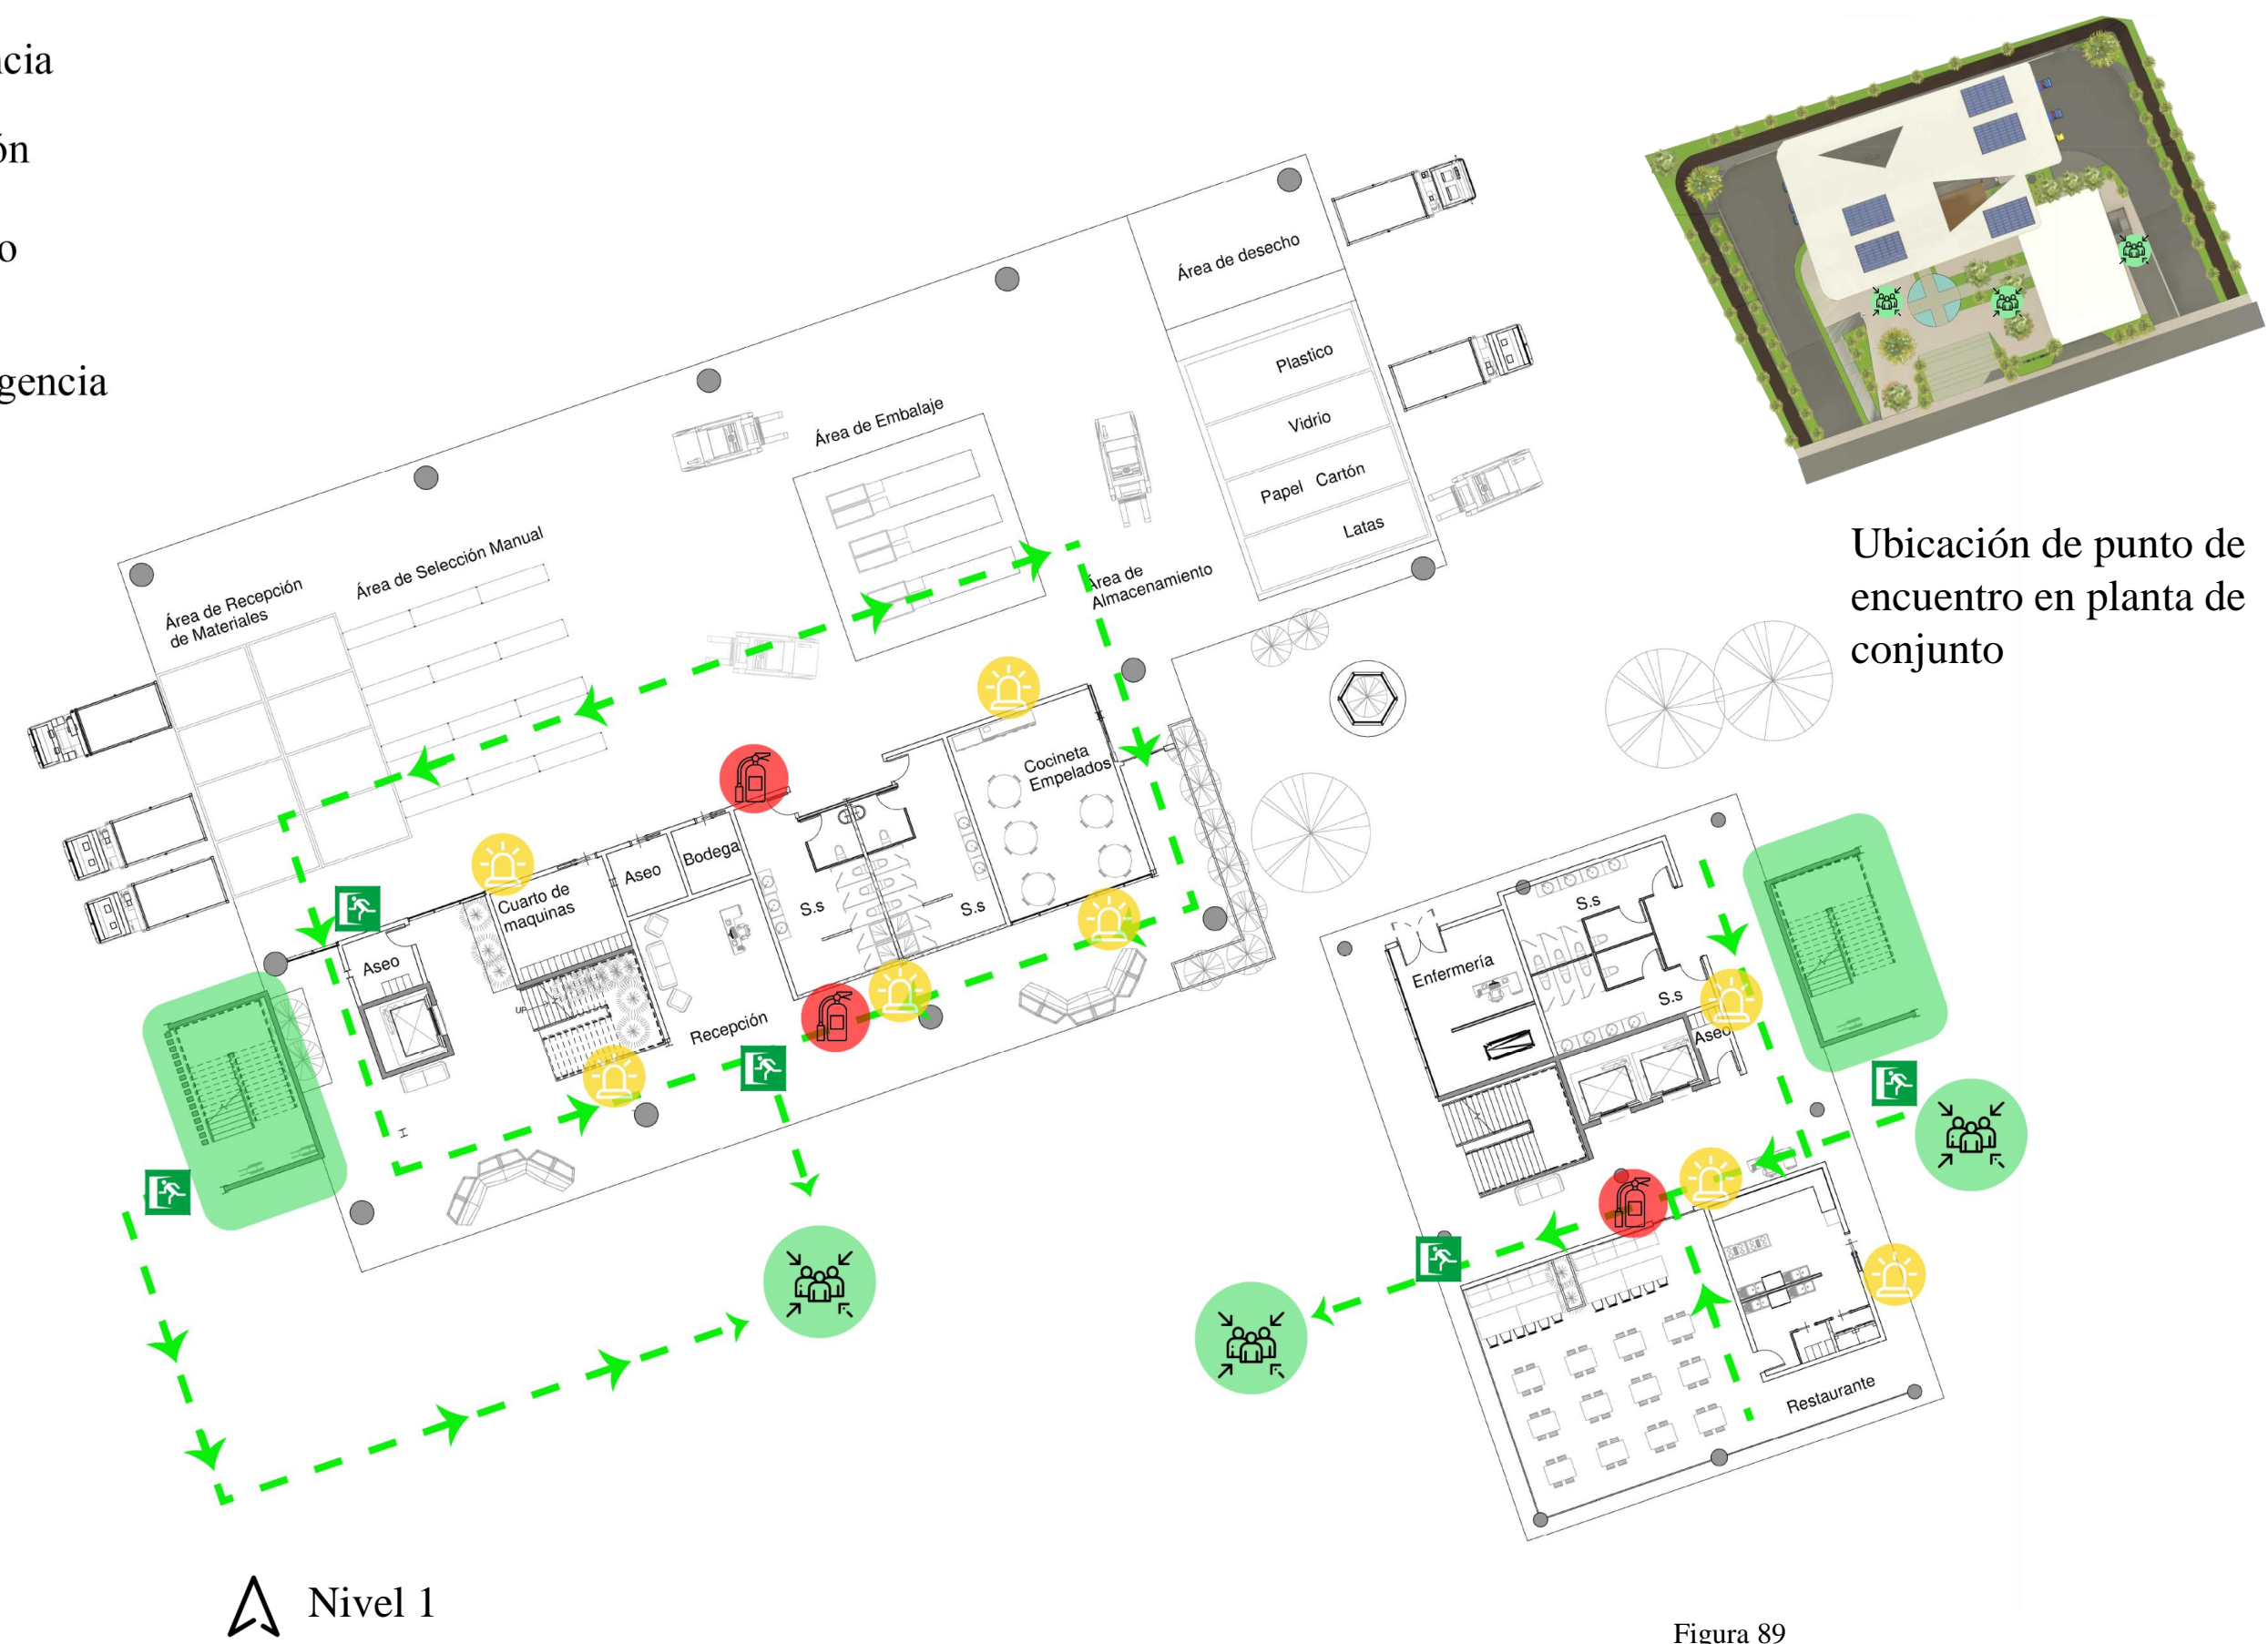 ncia
ón
o
gencia
Área de desecho
Plastico
Vidrio
Papel Cartón
Latas
Área de Embalaje
Área de
Almacenamiento
Área de Selección Manual
Área de Recepción
de Materiales
Ubicación de punto de
encuentro en planta de
conjunto
Cocineta
Empelados
Bodega
Aseo
Cuarto de
maquinas
S.s
S.s
Aseo
UP
Recepción
S.s
Enfermería
S.s
Aseo
Restaurante
Nivel 1
Figura 89